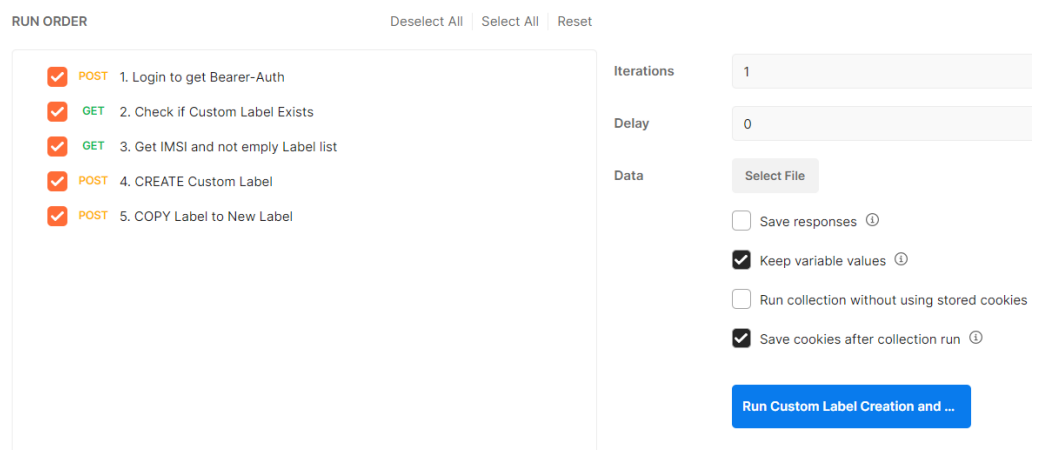 RUN ORDER
Deselect All Select All Reset
POST 1. Login to get Bearer-Auth
GET 2. Check if Custom Label Exists
GET 3. Get IMSI and not emply Label list
POST 4. CREATE Custom Label
POST 5. COPY Label to New Label
Iterations 1
Delay 0
Data Select File
Save responses
Keep variable values
Run collection without using stored cookies
Save cookies after collection run
Run Custom Label Creation and ...